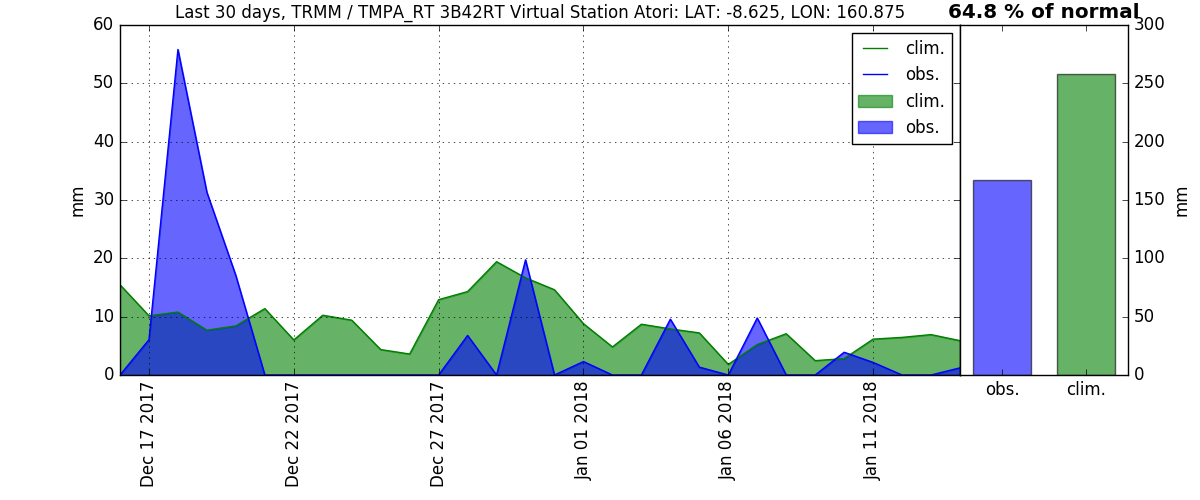 Last 30 days, TRMM / TMPA_RT 3B42RT Virtual Station Atori: LAT: -8.625, LON: 160.875
64.8 % of normal
60
50
40
30
20
10
0
mm
clim.
obs.
clim.
obs.
300
250
200
150
100
50
0
mm
Dec 17 2017
Dec 22 2017
Dec 27 2017
Jan 01 2018
Jan 06 2018
Jan 11 2018
obs.
clim.